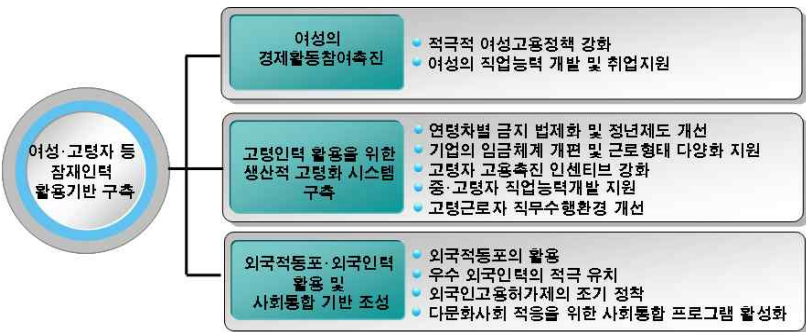 여성·고령자 등
잠재인력
활용기반 구축
여성의
경제활동참여촉진
적극적 여성고용정책 강화
여성의 직업능력 개발 및 취업지원
고령인력 활용을 위한
생산적 고령화 시스템
구축
연령차별 금지 법제화 및 정년제도 개선
기업의 임금체계 개편 및 근로형태 다양화 지원
고령자 고용촉진 인센티브 강화
중·고령자 직업능력개발 지원
고령근로자 직무수행환경 개선
외국적동포·외국인력
활용 및
사회통합 기반 조성
외국적동포의 활용
우수 외국인력의 적극 유치
외국인고용허가제의 조기 정착
다문화사회 적응을 위한 사회통합 프로그램 활성화